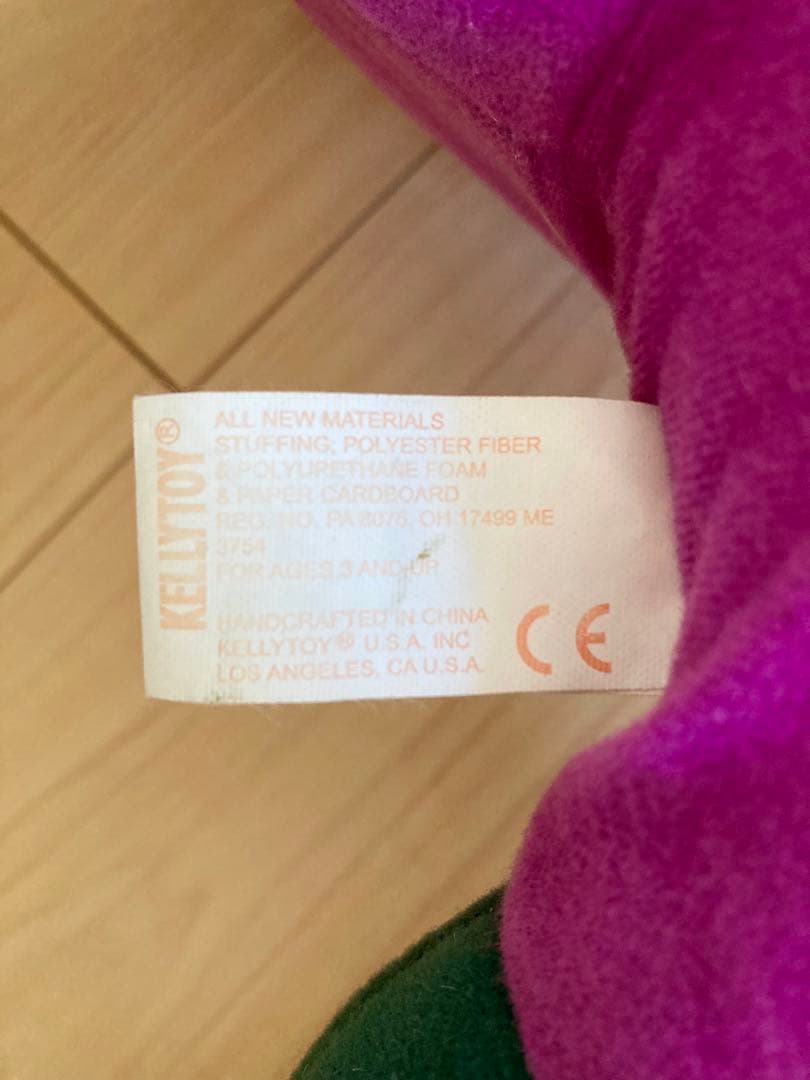 KELLYTOY®
ALL NEW MATERIALS
STUFFING: POLYESTER FIBER
& POLYURETHANE FOAM
& PAPER CARDBOARD
REG. NO. PA 8076, OH 17499 ME
3754
FOR AGES 3 AND UP
HANDCRAFTED IN CHINA
KELLYTOY® U.S.A. INC
LOS ANGELES, CA U.S.A.
CE